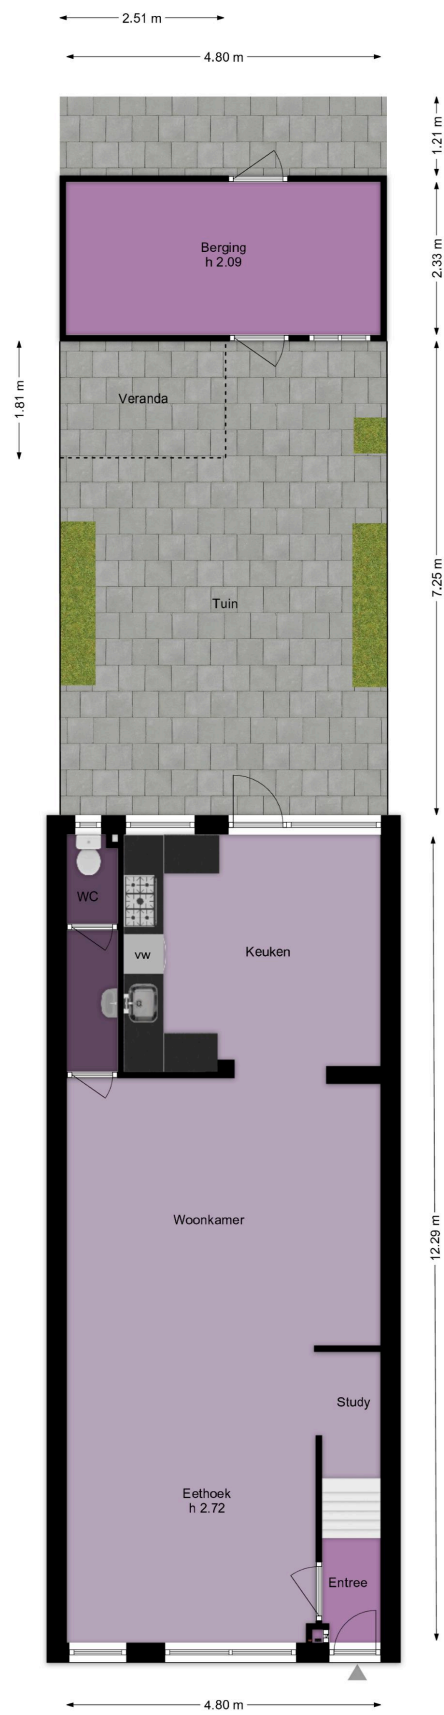 2.51 m
4.80 m
1.21 m
Berging
h 2.09
2.33 m
Veranda
1.81 m
7.25 m
Tuin
WC
vw
Keuken
Woonkamer
12.29 m
Study
Eethoek
h 2.72
Entree
4.80 m